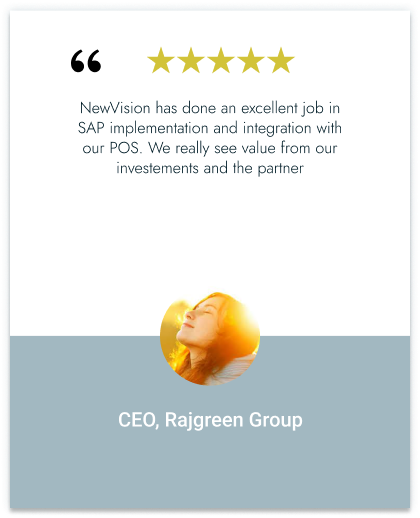 “
NewVision has done an excellent job in
SAP implementation and integration with
our POS. We really see value from our
investements and the partner
CEO, Rajgreen Group